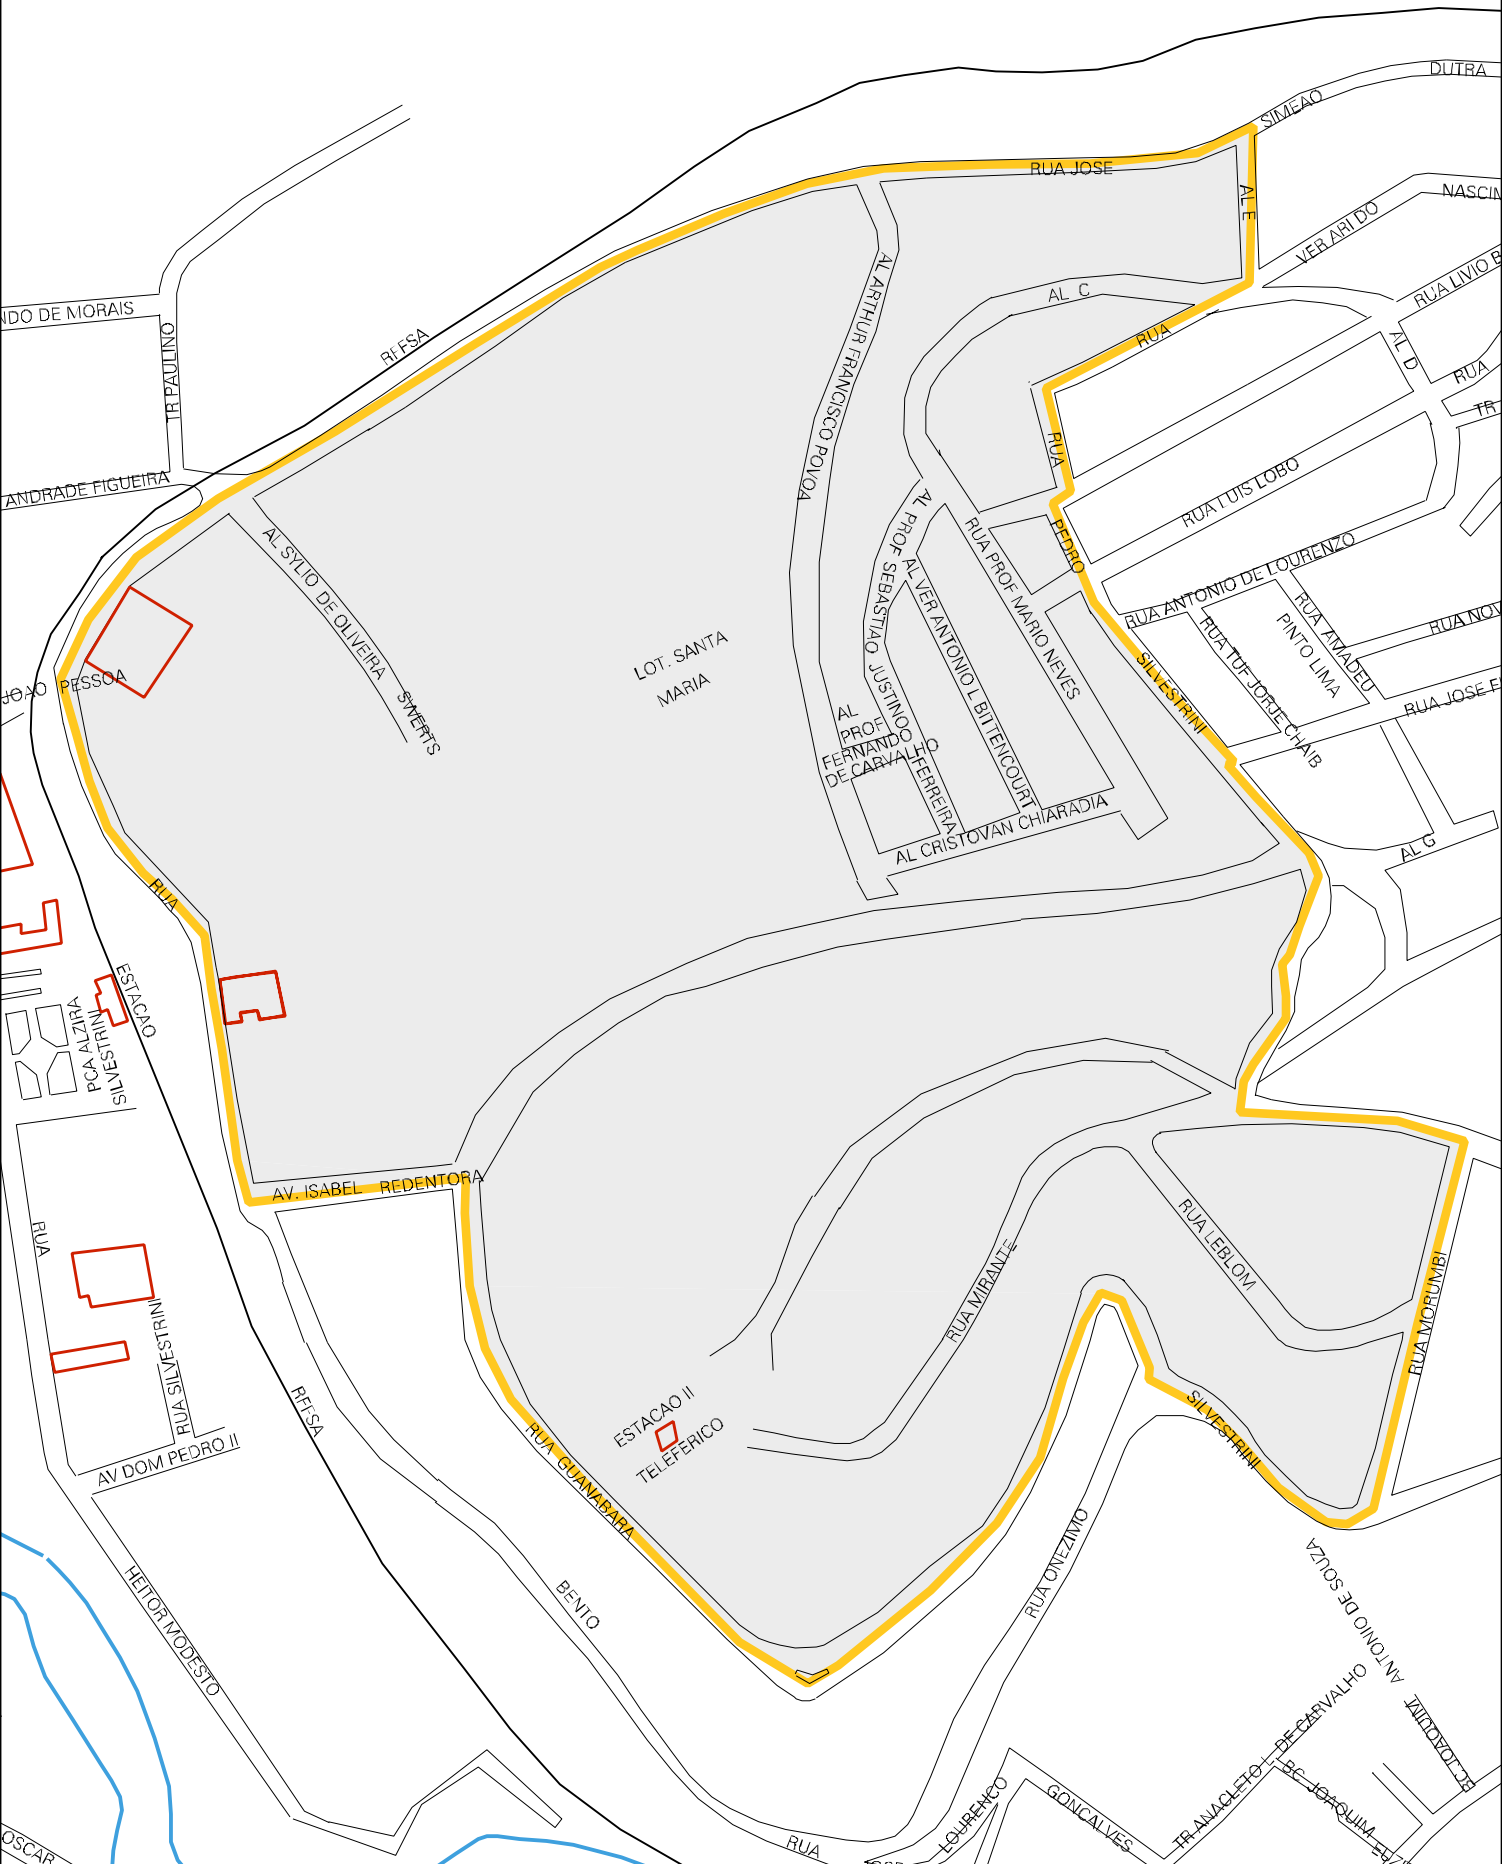 DUTRA
SIMEAO
RUA JOSE
AL E
NASCIM
VER ARI DO
RUA LIVIO B
AL C
NDO DE MORAIS
TR PAULINO
RFFSA
RUA
AL D
RUA
TR
AL ARTHUR FRANCISCO POVOA
RUA
ANDRADE FIGUEIRA
RUA LUIS LOBO
AL SYLIO DE OLIVEIRA SWERTS
AL PROF SEBASTIAO JUSTINO FERREIRA
RUA PROF MARIO NEVES
PEDRO
RUA ANTONIO DE LOURENZO
AL VER ANTONIO L BITTENCOURT
RUA TUF JORJE CHAIB
PINTO LIMA
RUA AMADEU
RUA NOV
LOT. SANTA
MARIA
JOAO PESSOA
SILVESTRINI
RUA JOSE F
AL
PROF
FERNANDO
DE CARVALHO
AL CRISTOVAN CHIARADIA
AL G
RUA
ESTACAO
PCA ALZIRA
SILVESTRINI
AV. ISABEL REDENTORA
RUA
RUA LEBLOM
RUA MIRANTE
RUA MORUMBI
RUA SILVESTRINI
RFFSA
ESTACAO II
TELEFERICO
SILVESTRINI
AV DOM PEDRO II
RUA GUANABARA
RUA ONEZIMO
ANTONIO DE SOUZA
HEITOR MODESTO
BENTO
TR ANACLETO L. DE CARVALHO
BC JOAQUIM
BC JOAQUIM
LOURENCO
GONCALVES
RUA
OSCAR